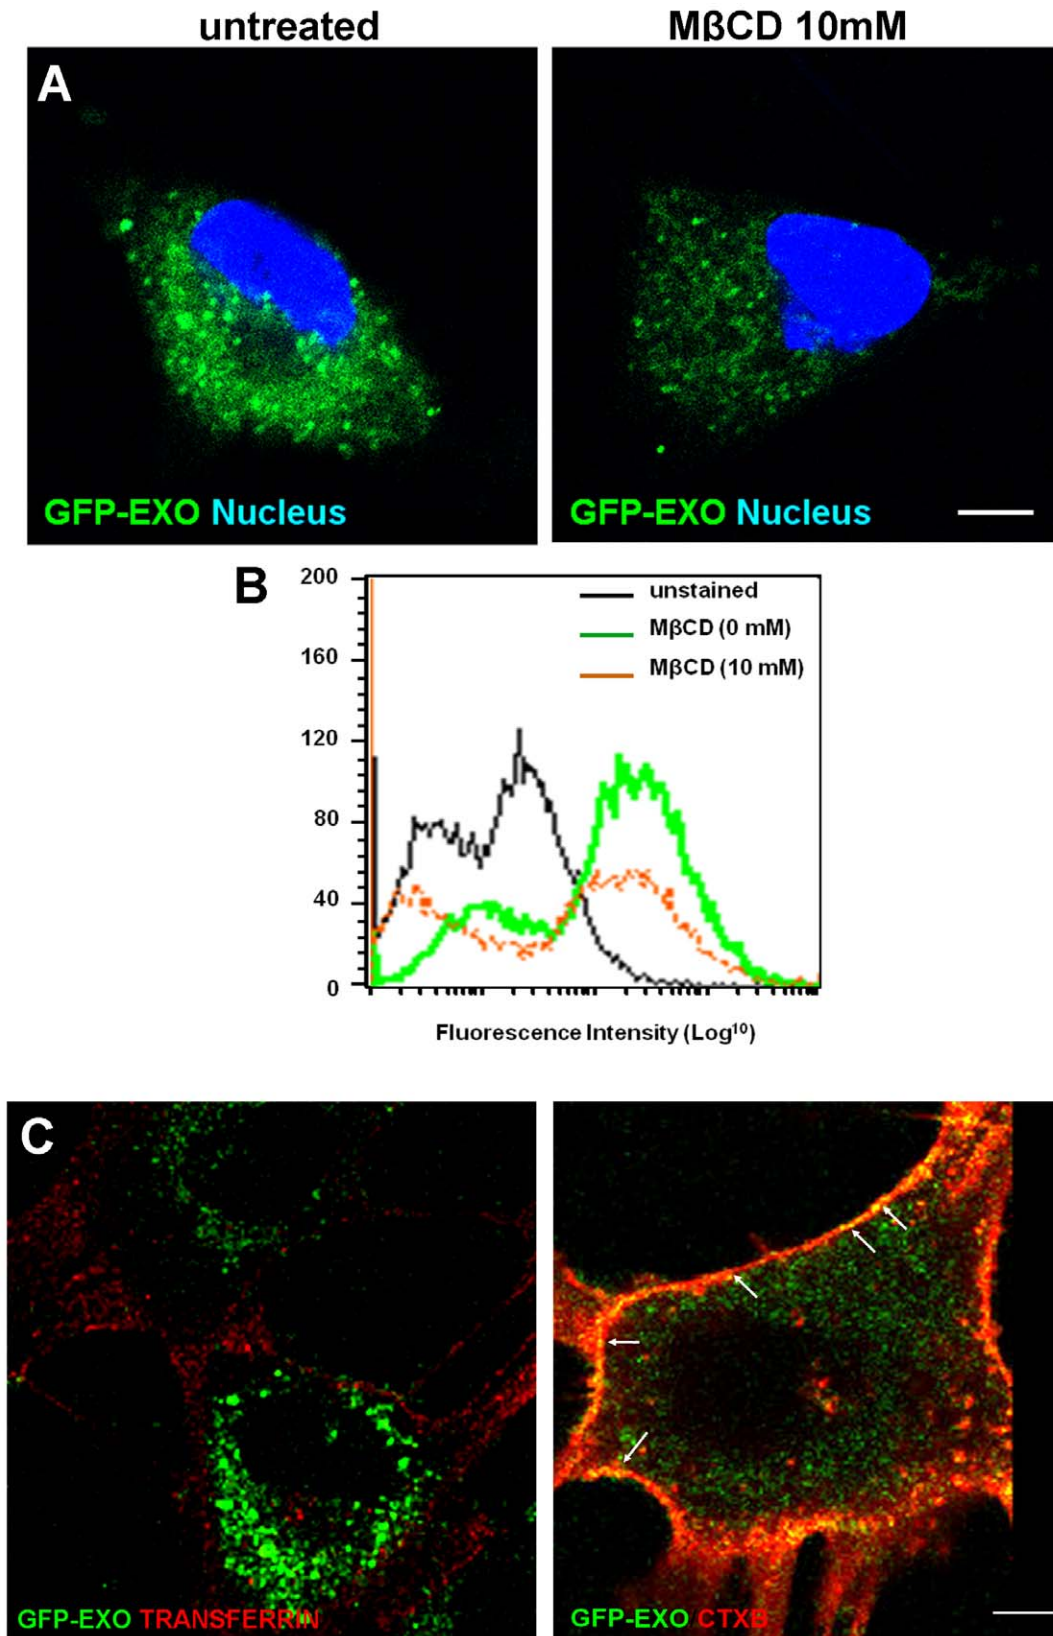 untreated
MβCD 10mM
A
GFP-EXO Nucleus
GFP-EXO Nucleus
B
200
160
120
80
40
0
unstained
MβCD (0 mM)
MβCD (10 mM)
Fluorescence Intensity (Log¹⁰)
C
GFP-EXO TRANSFERRIN
GFP-EXO CTXB